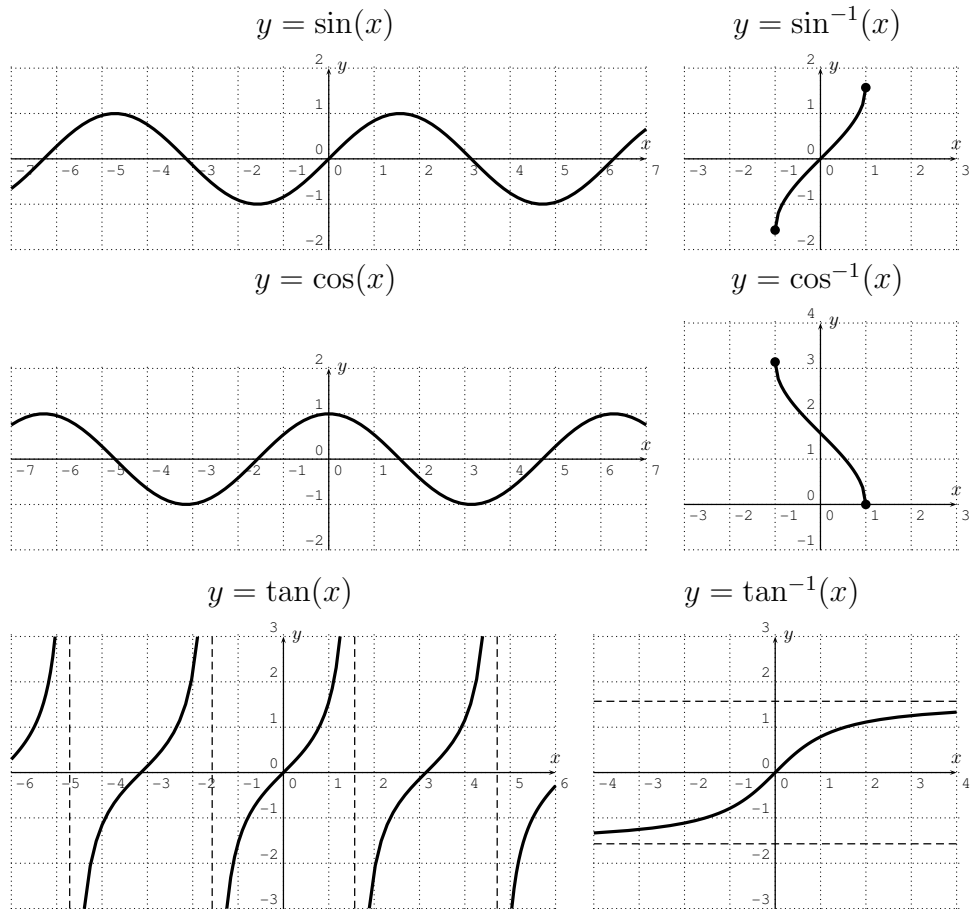 y = sin(x)
y = sin⁻¹(x)
2
y
1
0
x
-7 -6 -5 -4 -3 -2 -1 0 1 2 3 4 5 6 7
-1
-2
2
y
1
0
x
-3 -2 -1 0 1 2 3
-1
-2
y = cos(x)
y = cos⁻¹(x)
2
y
1
0
x
-7 -6 -5 -4 -3 -2 -1 0 1 2 3 4 5 6 7
-1
-2
4
y
3
2
1
0
x
-3 -2 -1 0 1 2 3
-1
y = tan(x)
y = tan⁻¹(x)
3
y
2
1
0
x
-6 -5 -4 -3 -2 -1 0 1 2 3 4 5 6
-1
-2
-3
3
y
2
1
0
x
-4 -3 -2 -1 0 1 2 3 4
-1
-2
-3